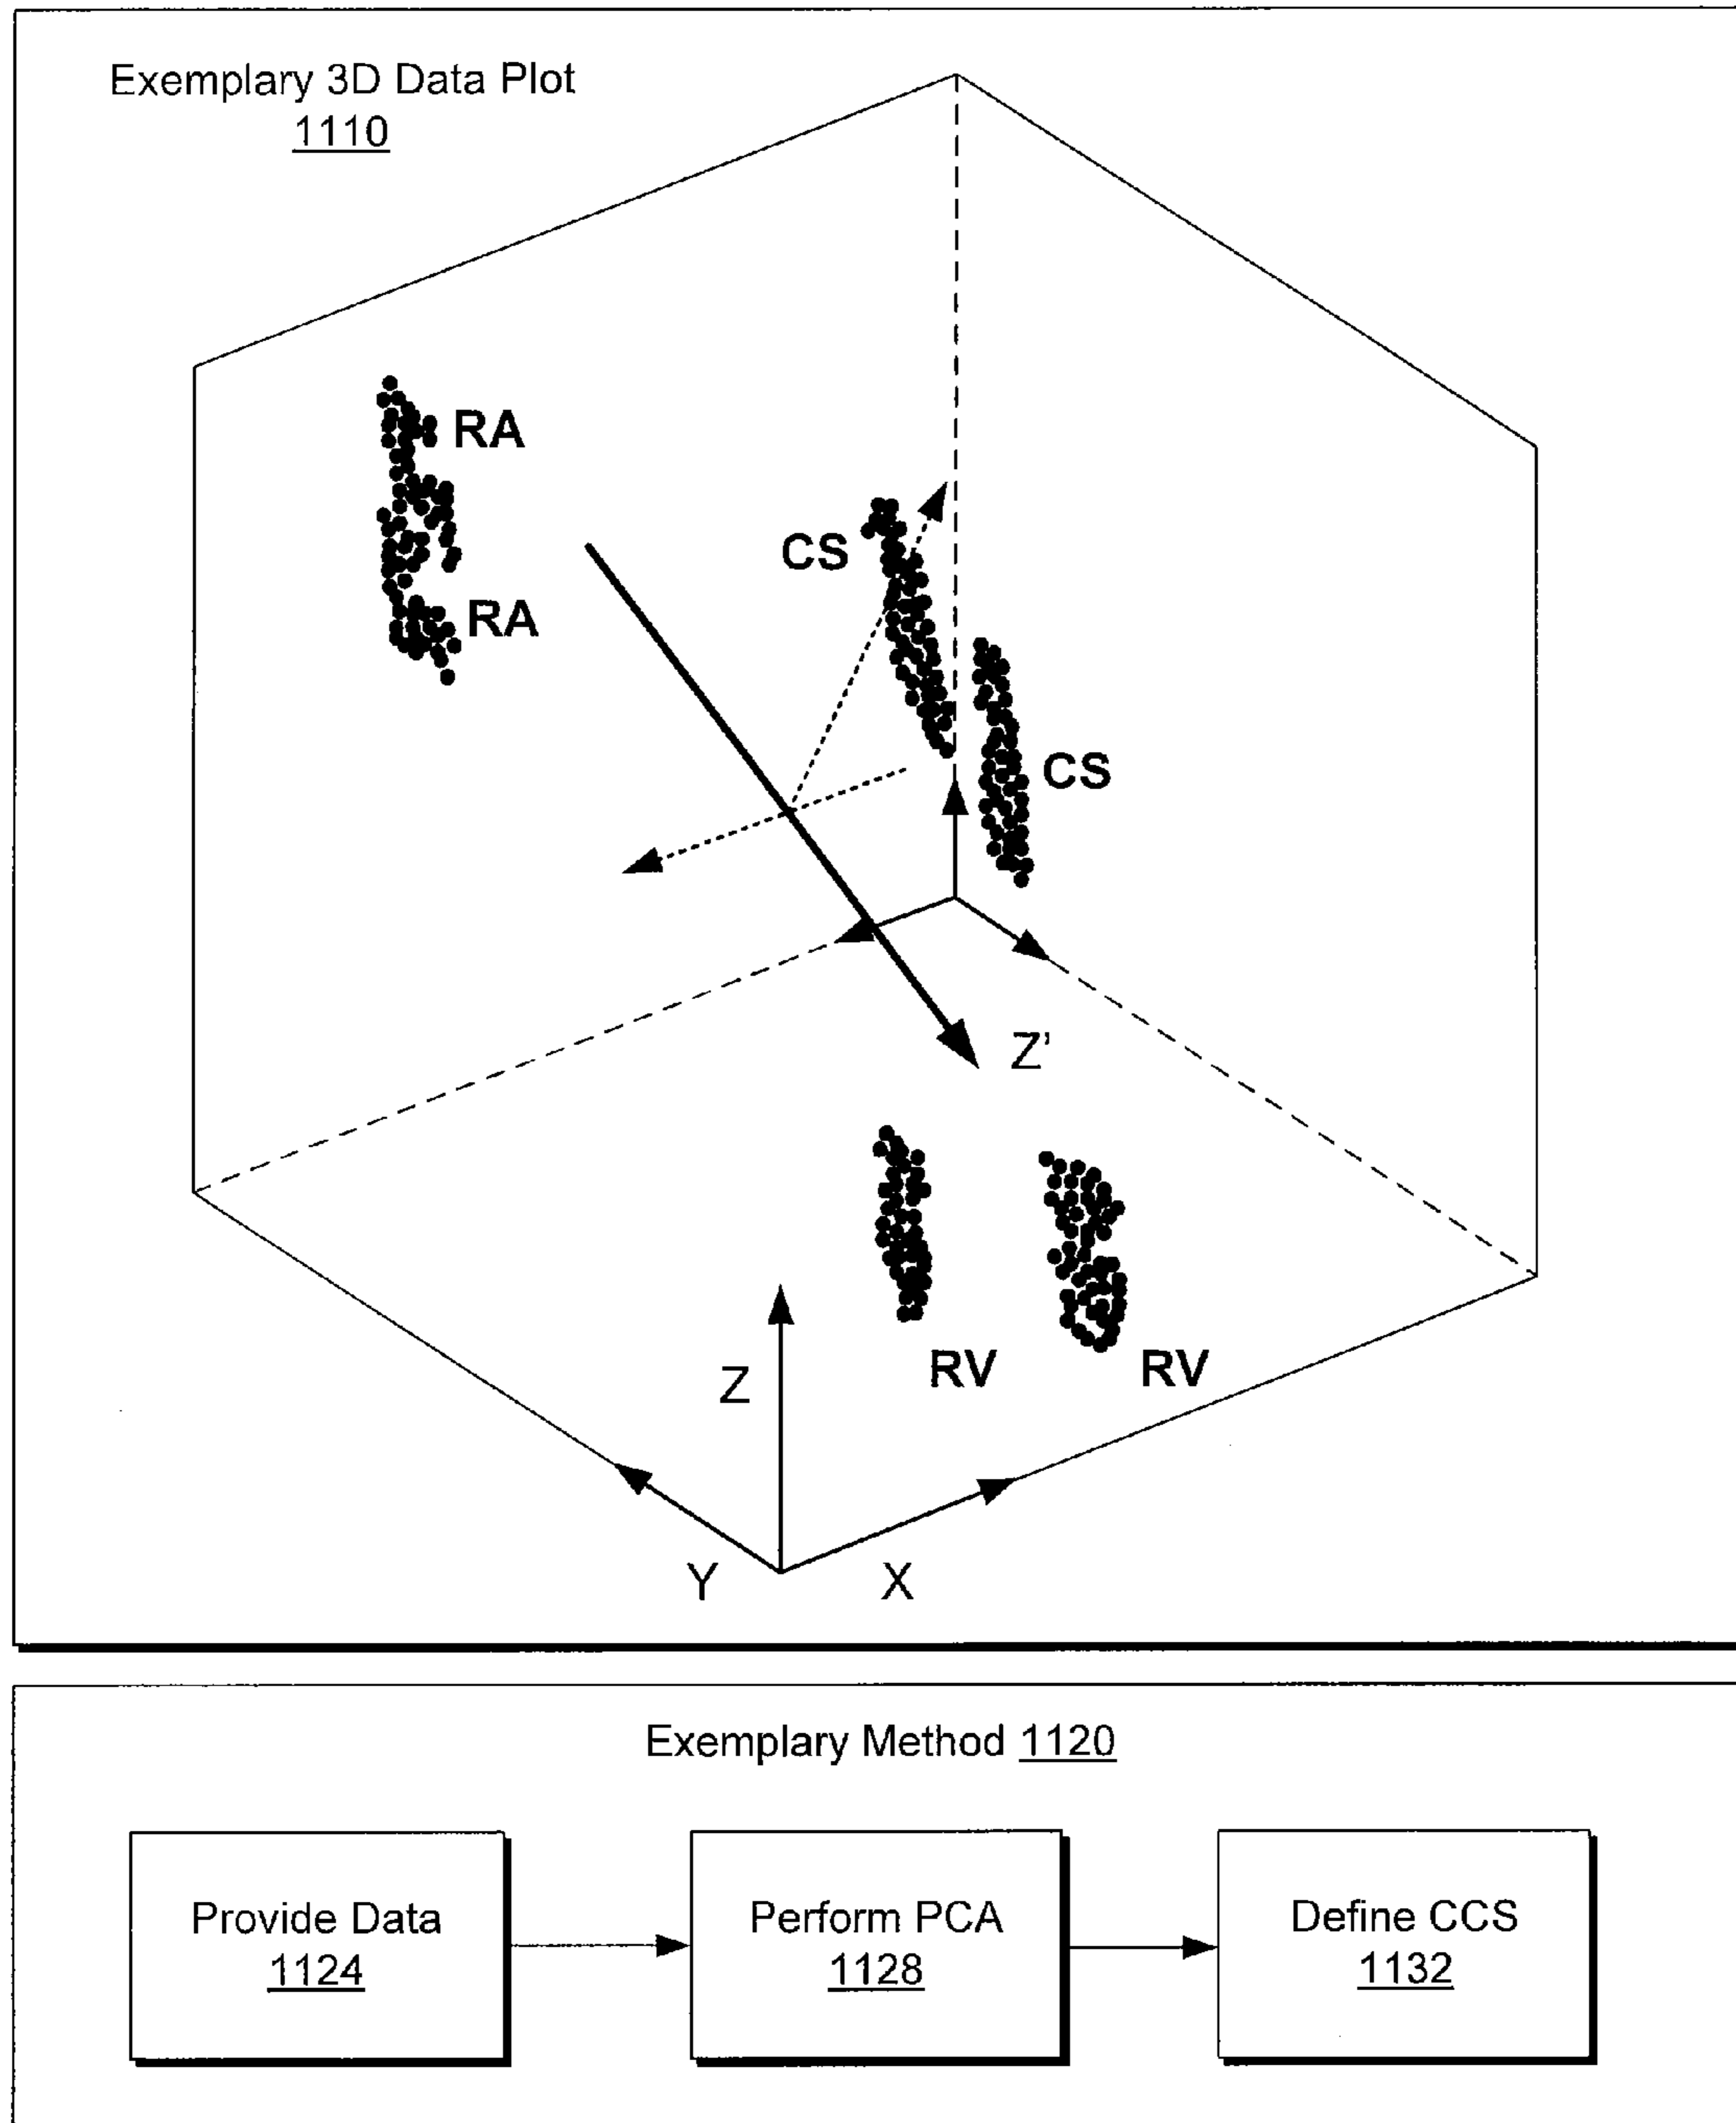 Exemplary 3D Data Plot
1110
RA
RA
CS
CS
Z'
RV
RV
Z
Y
X
Exemplary Method 1120
Provide Data
1124
Perform PCA
1128
Define CCS
1132